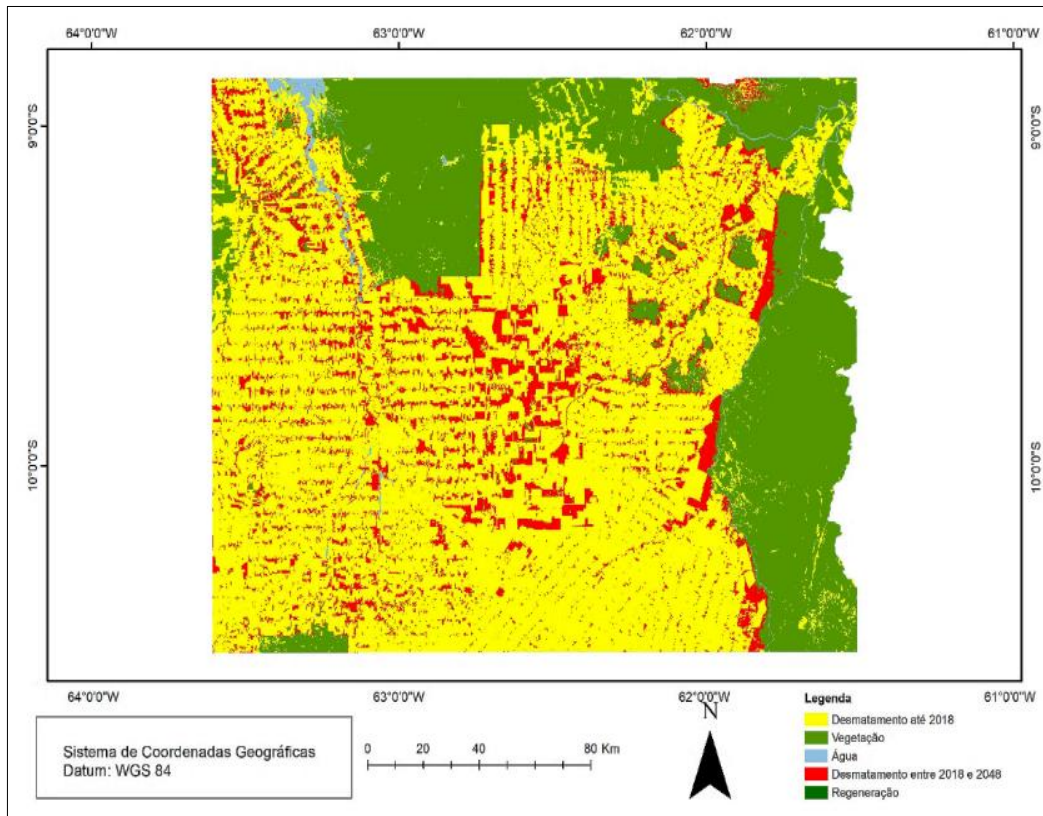 64°0'0"W 63°0'0"W 62°0'0"W 61°0'0"W
9°0'0"S 9°0'0"S
10°0'0"S 10°0'0"S
64°0'0"W 63°0'0"W 62°0'0"W 61°0'0"W
Sistema de Coordenadas Geográficas
Datum: WGS 84
0 20 40 80 Km
N
Legenda
Desmatamento até 2018
Vegetação
Água
Desmatamento entre 2018 e 2048
Regeneração